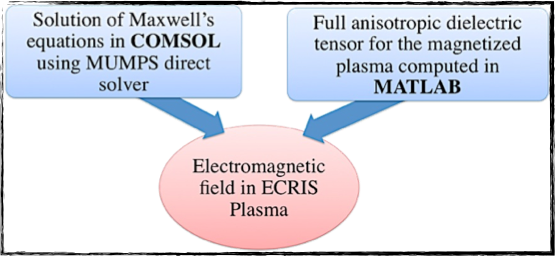 Solution of Maxwell's
equations in COMSOL
using MUMPS direct
solver
Full anisotropic dielectric
tensor for the magnetized
plasma computed in
MATLAB
Electromagnetic
field in ECRIS
Plasma